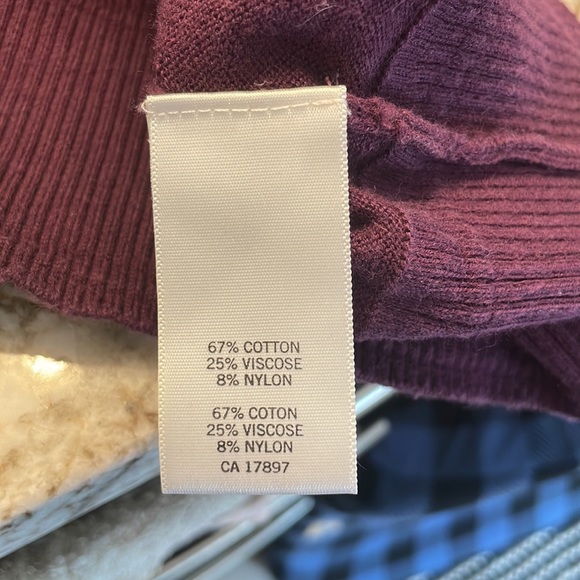 67% COTTON
25% VISCOSE
8% NYLON
67% COTON
25% VISCOSE
8% NYLON
CA 17897